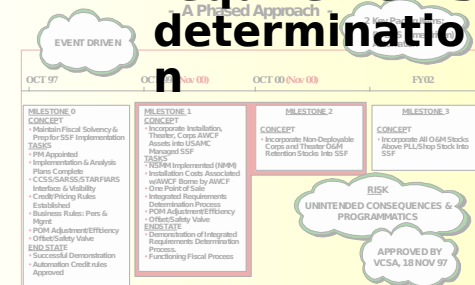 - A Phased Approach -
determinatio
n
2 Key Pacing Items:
EVENT DRIVEN
OCT 97
(Nov 00)
OCT 00 (Nov 00)
FY02
MILESTONE 0
CONCEPT
• Maintain Fiscal Solvency &
Prep for SSF Implementation
TASKS
• PM Appointed
• Implementation & Analysis
Plans Complete
• CCSS/SARSS/STARFIARS
Interface & Visibility
• Credit/Pricing Rules
Established
• Business Rules: Pers &
Mgnt
• POM Adjustment/Efficiency
• Offset/Safety Valve
END STATE
• Successful Demonstration
• Automation Credit rules
Approved
MILESTONE 1
CONCEPT
• Incorporate Installation,
Theater, Corps AWCF
Assets into USAMC
Managed SSF
TASKS
• NSMM Implemented (NMM)
• Installation Costs Associated
w/AWCF Borne by AWCF
• One Point of Sale
• Integrated Requirements
Determination Process
• POM Adjustment/Efficiency
• Offset/Safety Valve
ENDSTATE
• Demonstration of Integrated
Requirements Determination
Process.
• Functioning Fiscal Process
MILESTONE 2
CONCEPT
• Incorporate Non-Deployable
Corps and Theater O&M
Retention Stocks Into SSF
MILESTONE 3
CONCEPT
• Incorporate All O&M Stocks
Above PLL/Shop Stock Into
SSF
RISK
UNINTENDED CONSEQUENCES &
PROGRAMMATICS
APPROVED BY
VCSA, 18 NOV 97